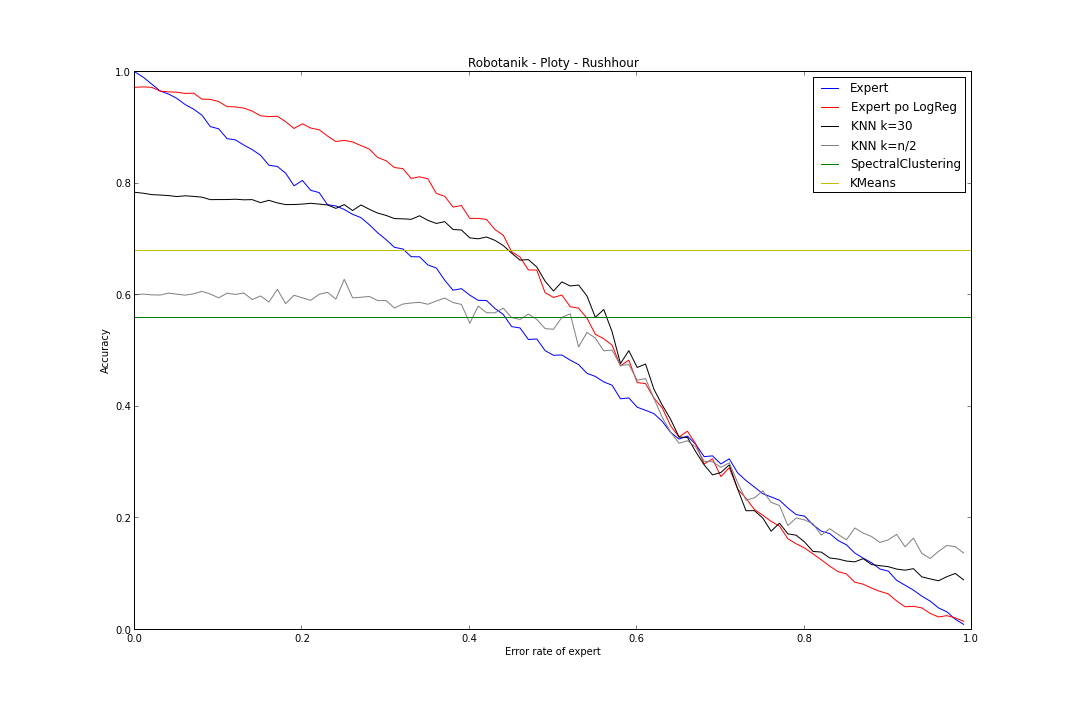 Robotanik - Ploty - Rushhour
Expert
Expert po LogReg
KNN k=30
KNN k=n/2
SpectralClustering
KMeans
1.0
0.8
0.6
0.4
0.2
0.0
Accuracy
0.0 0.2 0.4 0.6 0.8 1.0
Error rate of expert